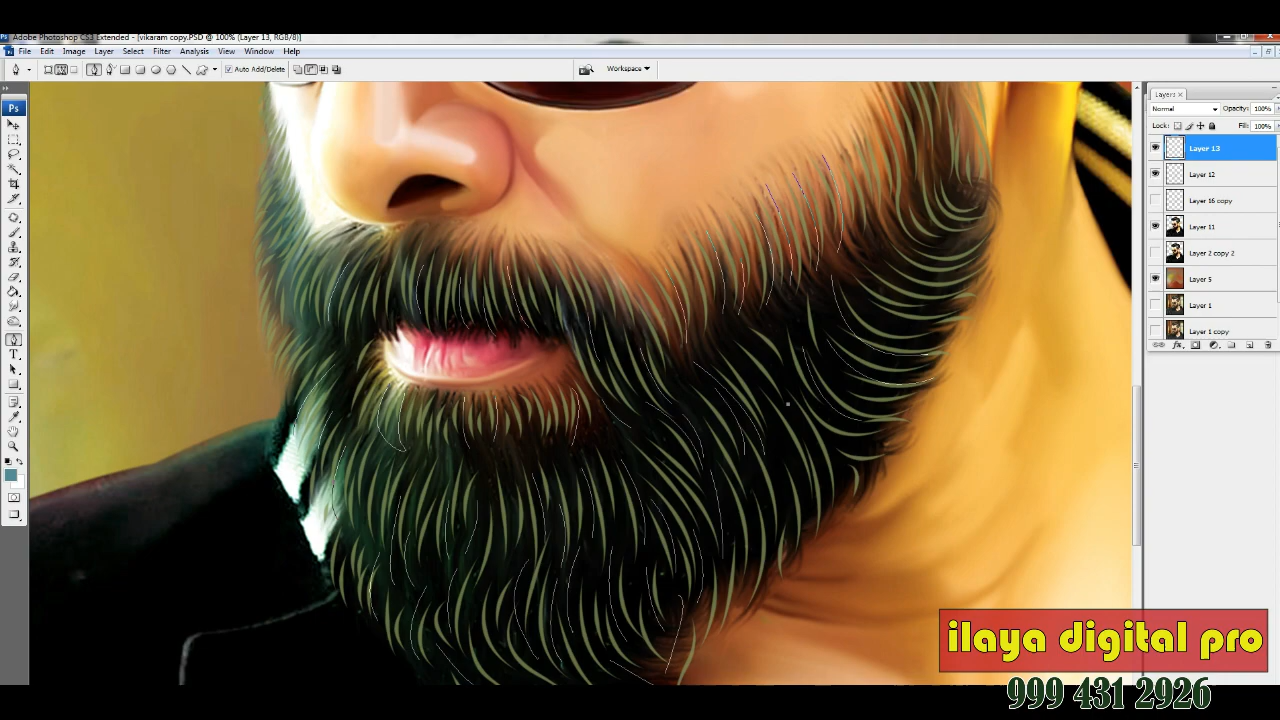 Adobe Photoshop CS3 Extended - [vikaram copy.PSD @ 100% (Layer 13, RGB/8)]
File Edit Image Layer Select Filter Analysis View Window Help
Auto Add/Delete Workspace
Ps
Layers
Normal Opacity: 100%
Lock: Fill: 100%
Layer 13
Layer 12
Layer 16 copy
Layer 11
Layer 2 copy 2
Layer 5
Layer 1
Layer 1 copy
ilaya digital pro
999 431 2926